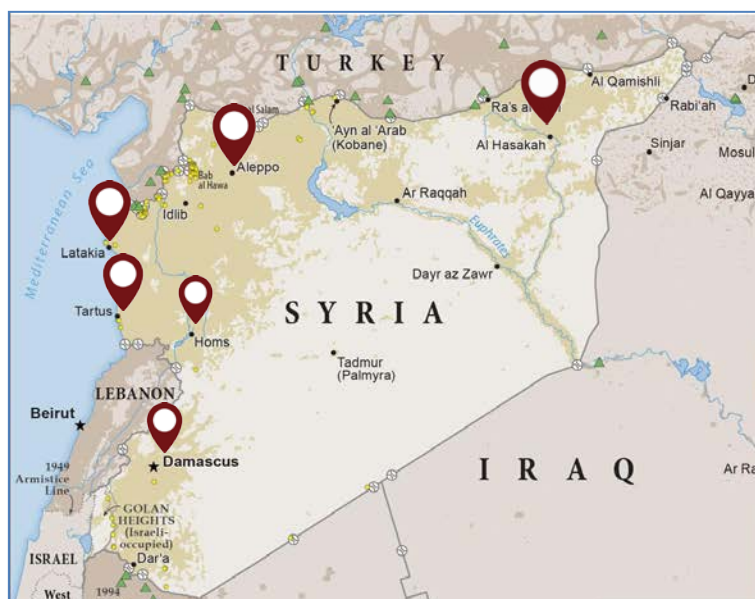 TURKEY
Al Qamishli
al Salam
Ra's al
'Ayn al 'Arab
(Kobane)
Rabi'ah
Al Hasakah
Sinjar
Mosul
Aleppo
Bab
al Hawa
Al Qayya
Ar Raqqah
Idlib
Mediterranean Sea
Euphrates
Latakia
Dayr az Zawr
SYRIA
Tartus
Homs
Tadmur
(Palmyra)
LEBANON
Beirut
Damascus
1949
Armistice
Line
IRAQ
Ar Ra
GOLAN
HEIGHTS
(Israeli-
occupied)
ISRAEL
Dar'a
West
1994